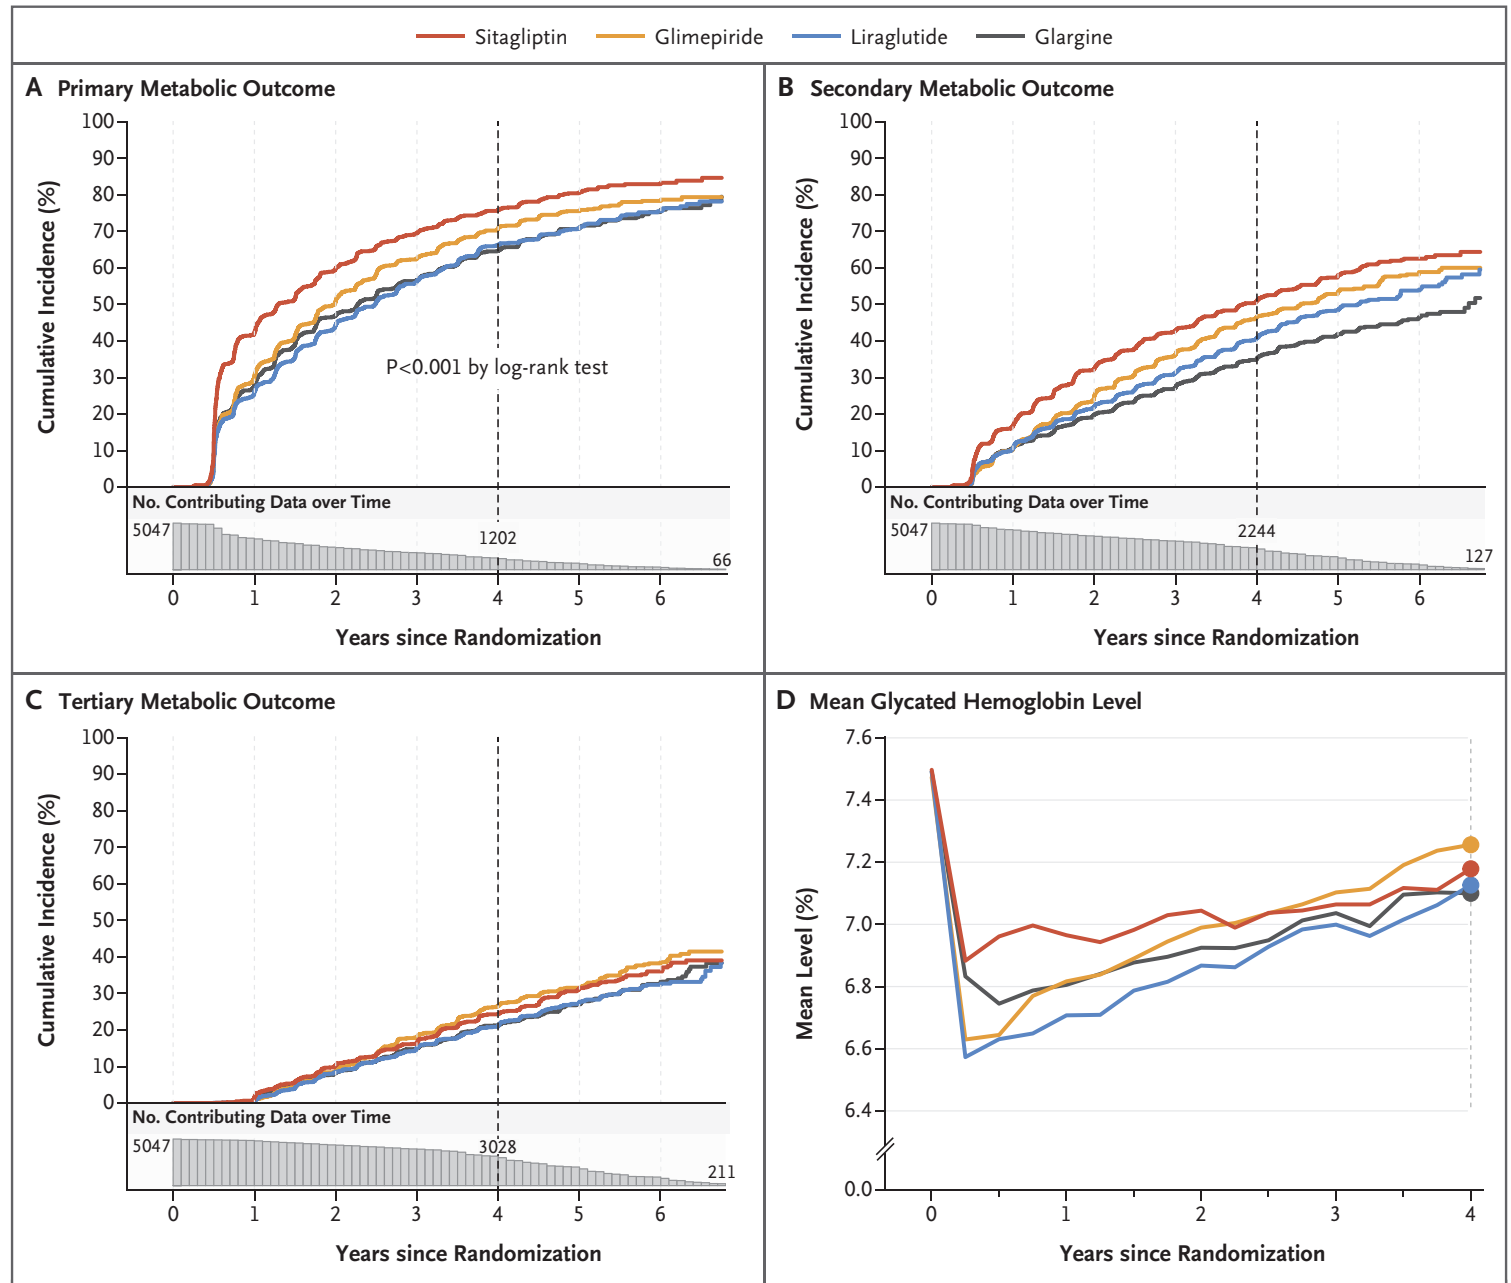 Sitagliptin Glimepiride Liraglutide Glargine
A Primary Metabolic Outcome
100
90
80
70
60
50
40
30
20
10
0
Cumulative Incidence (%)
P<0.001 by log-rank test
No. Contributing Data over Time
5047 1202 66
0 1 2 3 4 5 6
Years since Randomization
B Secondary Metabolic Outcome
100
90
80
70
60
50
40
30
20
10
0
Cumulative Incidence (%)
No. Contributing Data over Time
5047 2244 127
0 1 2 3 4 5 6
Years since Randomization
C Tertiary Metabolic Outcome
100
90
80
70
60
50
40
30
20
10
0
Cumulative Incidence (%)
No. Contributing Data over Time
5047 3028 211
0 1 2 3 4 5 6
Years since Randomization
D Mean Glycated Hemoglobin Level
7.6
7.4
7.2
7.0
6.8
6.6
6.4
0.0
Mean Level (%)
0 1 2 3 4
Years since Randomization